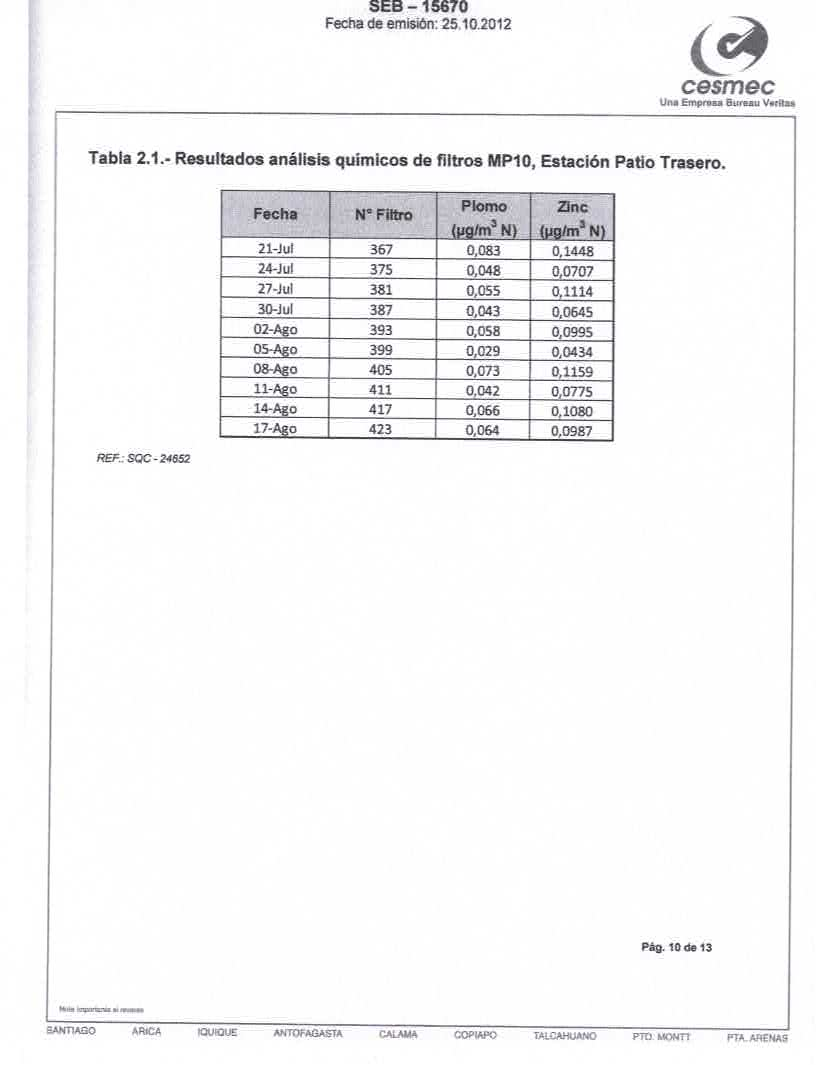 SEB – 15670
Fecha de emisión: 25.10.2012
cesmec
Una Empresa Bureau Veritas
Tabla 2.1.- Resultados análisis químicos de filtros MP10, Estación Patio Trasero.
Fecha N° Filtro Plomo (µg/m³ N) Zinc (µg/m³ N)
21-Jul 367 0,083 0,1448
24-Jul 375 0,048 0,0707
27-Jul 381 0,055 0,1114
30-Jul 387 0,043 0,0645
02-Ago 393 0,058 0,0995
05-Ago 399 0,029 0,0434
08-Ago 405 0,073 0,1159
11-Ago 411 0,042 0,0775
14-Ago 417 0,066 0,1080
17-Ago 423 0,064 0,0987
REF.: SQC - 24652
Pág. 10 de 13
Nota importante al reverso
SANTIAGO ARICA IQUIQUE ANTOFAGASTA CALAMA COPIAPO TALCAHUANO PTO. MONTT PTA. ARENAS